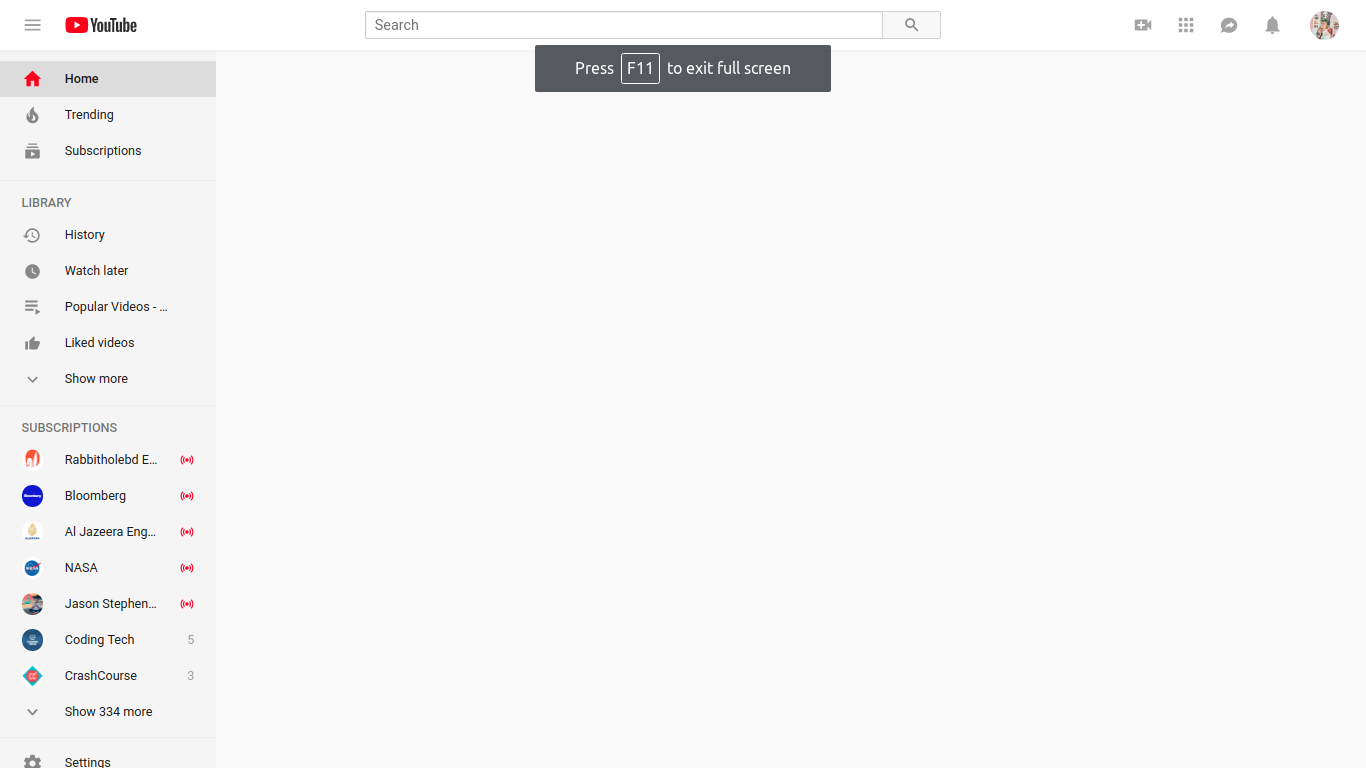 YouTube
Search
Press F11 to exit full screen
Home
Trending
Subscriptions
LIBRARY
History
Watch later
Popular Videos - ...
Liked videos
Show more
SUBSCRIPTIONS
Rabbitholebd E...
Bloomberg
Al Jazeera Eng...
NASA
Jason Stephen...
Coding Tech 5
CrashCourse 3
Show 334 more
Settings